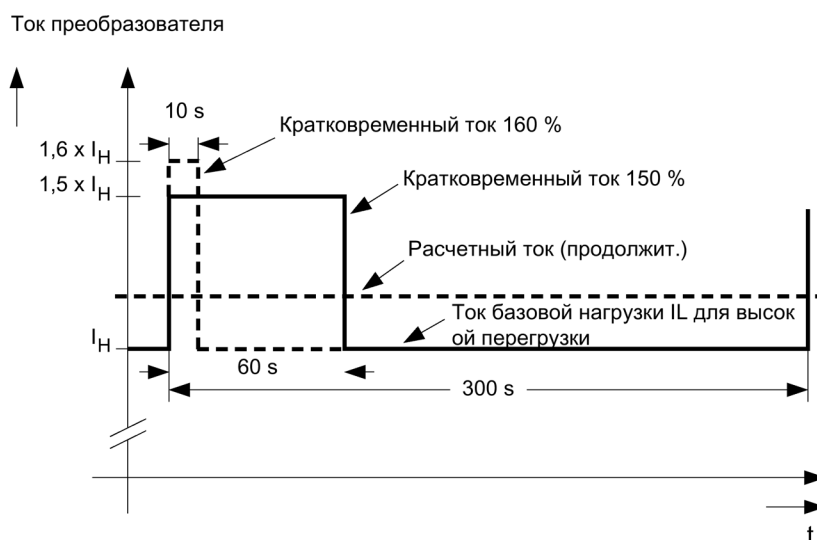 Ток преобразователя
10 s
Кратковременный ток 160 %
1,6 x IH
1,5 x IH
Кратковременный ток 150 %
Расчетный ток (продолжит.)
Ток базовой нагрузки IL для высок
ой перегрузки
IH
60 s
300 s
t